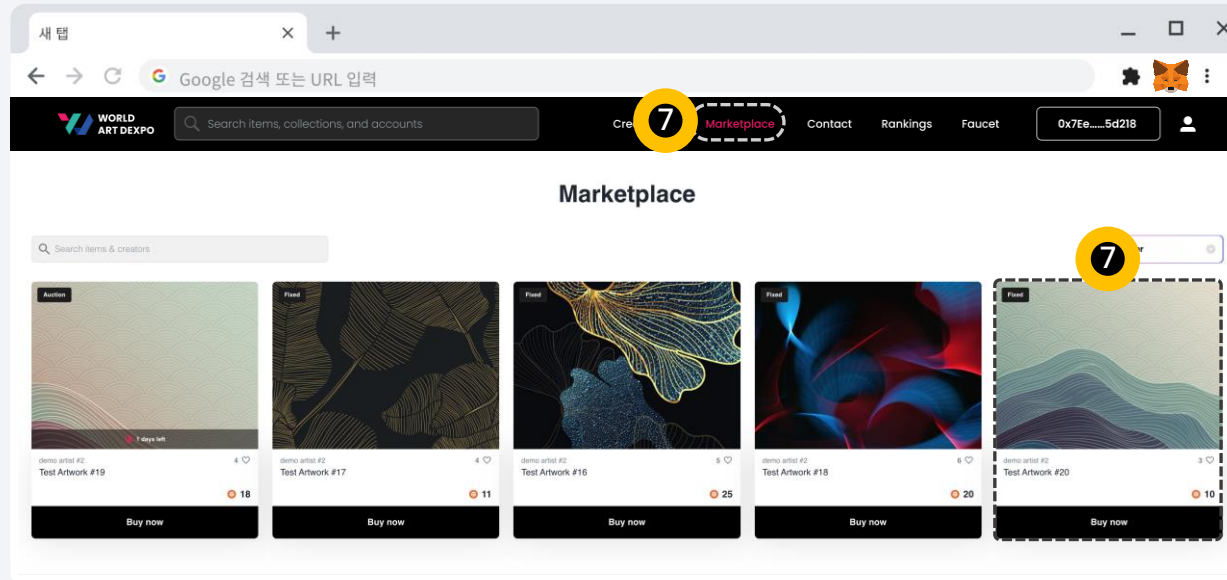 새 탭
Google 검색 또는 URL 입력
WORLD
ART DEXPO
Search items, collections, and accounts
7
Marketplace
Contact
Rankings
Faucet
0x7Ee......5d218
Marketplace
Search items & creators
7
Auction
1 days left
demo artist #2
4
Test Artwork #19
18
Buy now
Fixed
demo artist #2
4
Test Artwork #17
11
Buy now
Fixed
demo artist #2
5
Test Artwork #16
25
Buy now
Fixed
demo artist #2
6
Test Artwork #18
20
Buy now
Fixed
demo artist #2
3
Test Artwork #20
10
Buy now